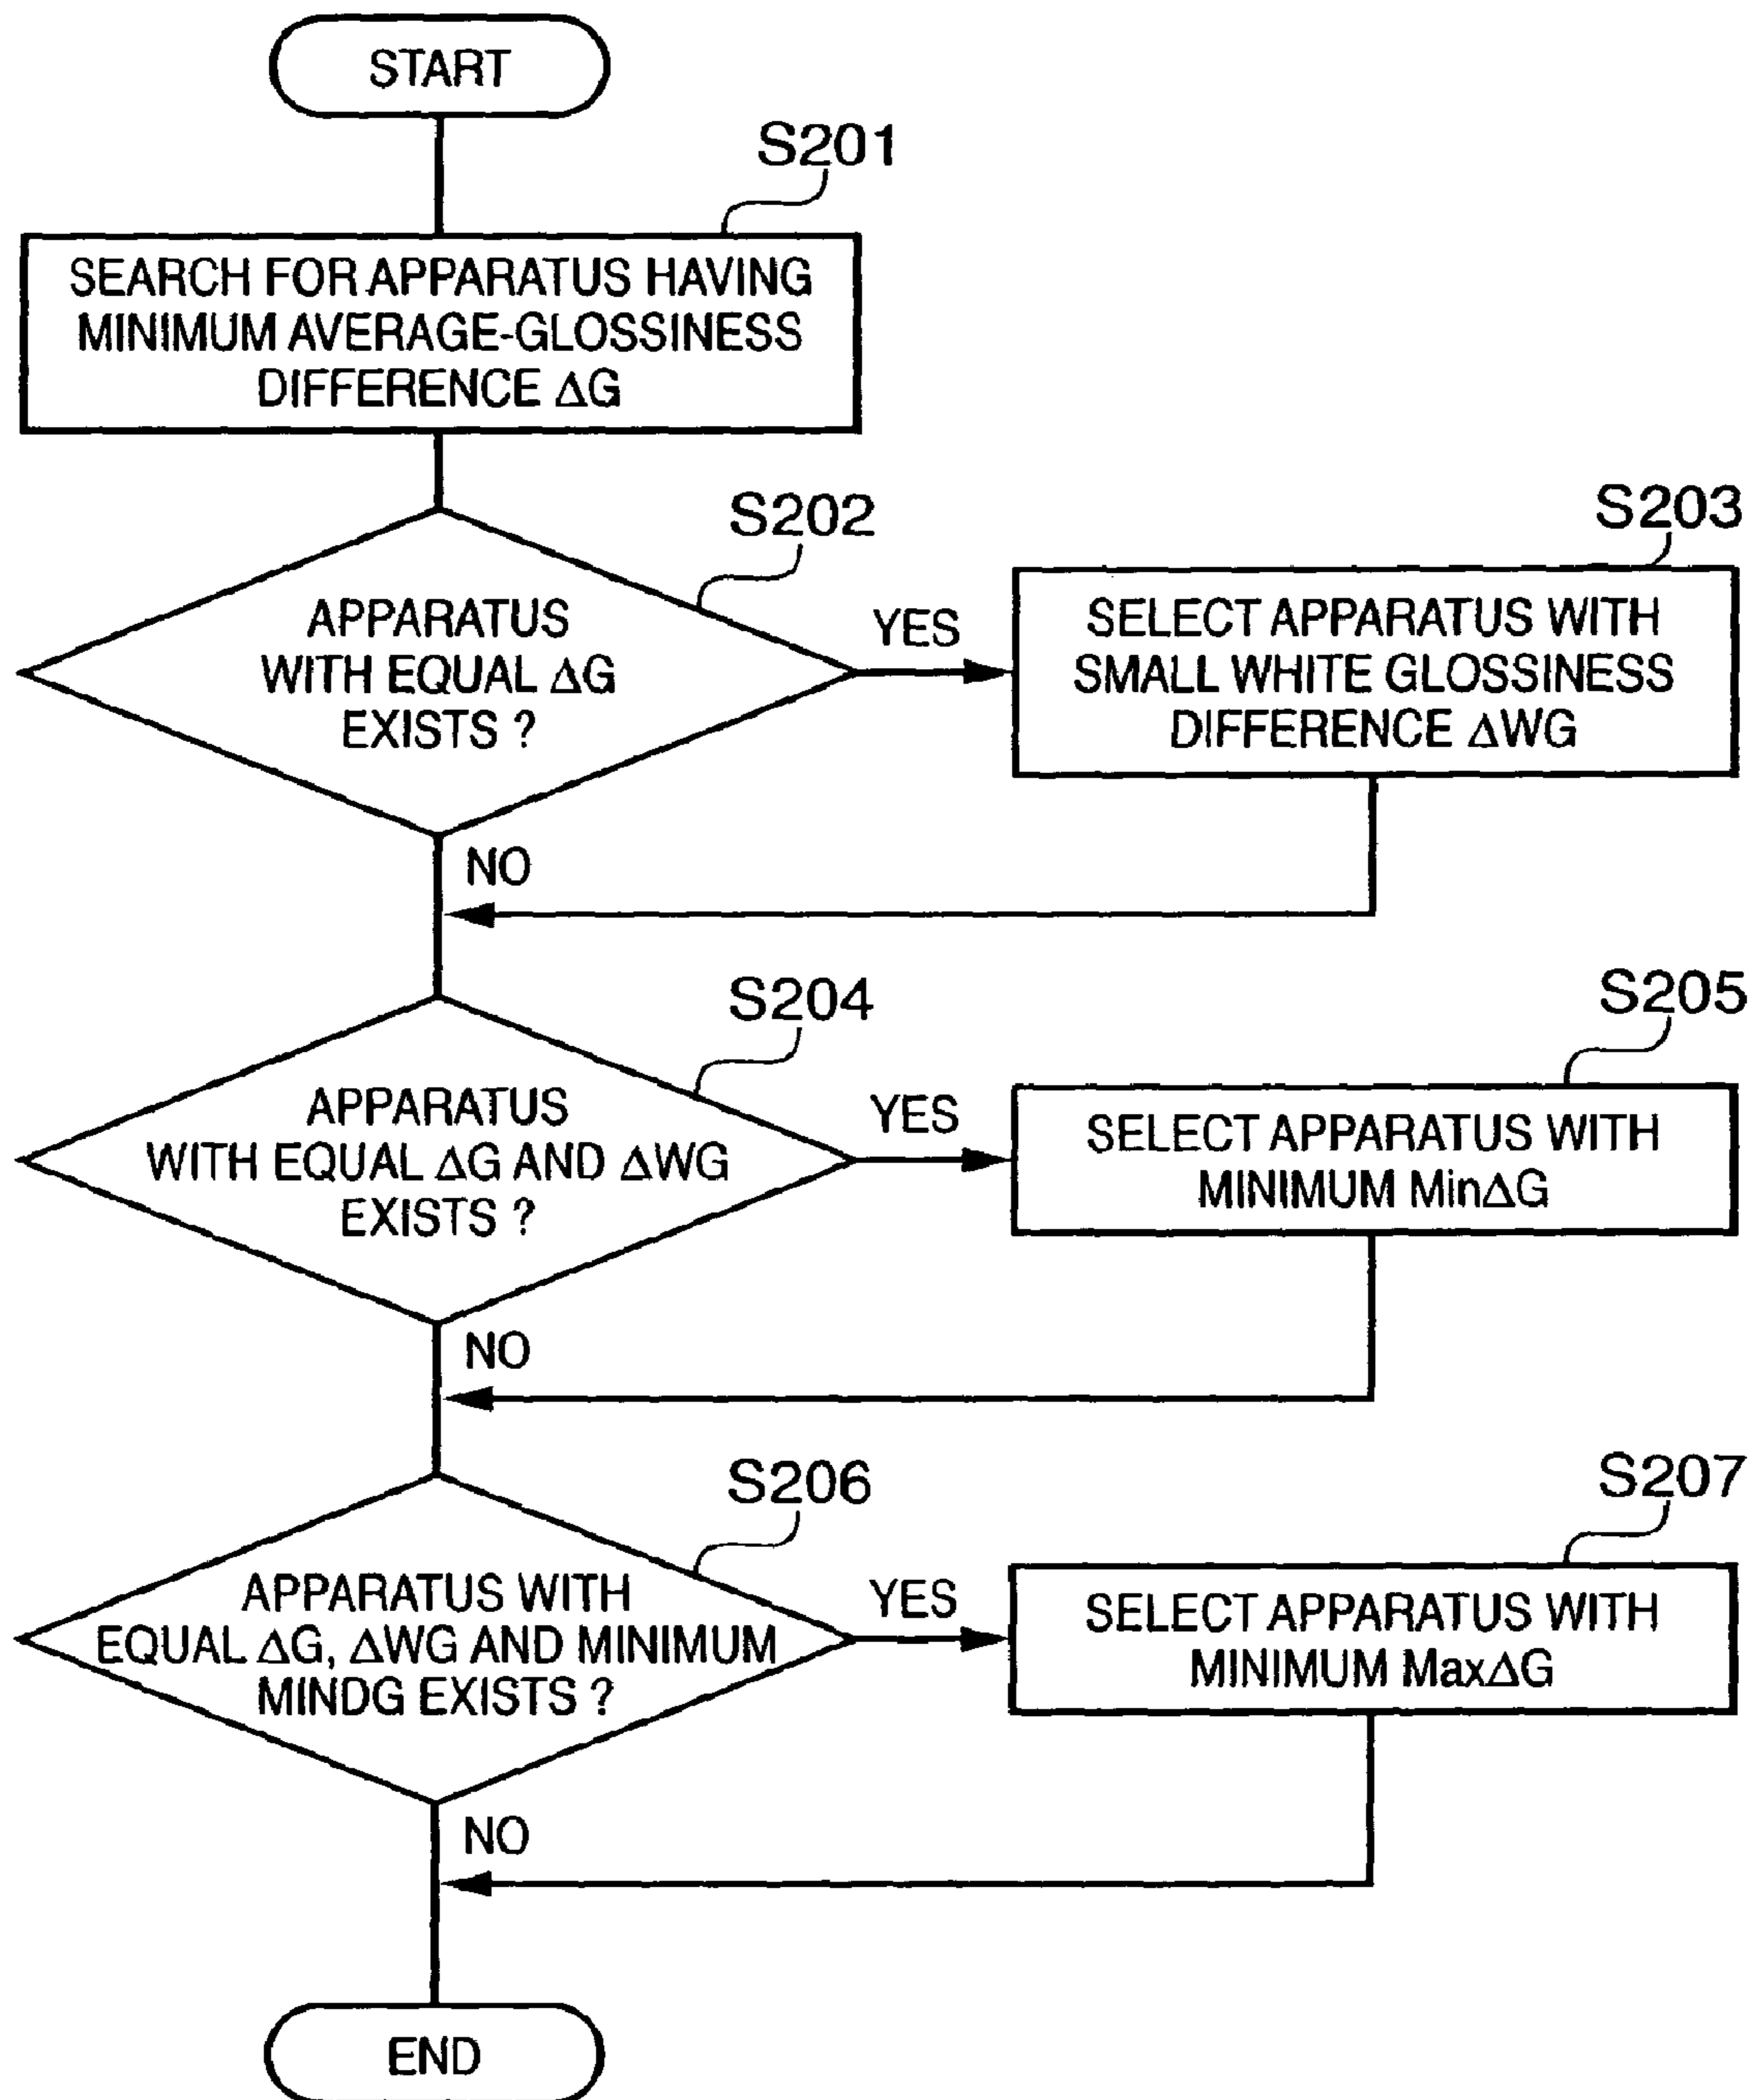 START
S201
SEARCH FOR APPARATUS HAVING
MINIMUM AVERAGE-GLOSSINESS
DIFFERENCE ΔG
S202
APPARATUS
WITH EQUAL ΔG
EXISTS ?
YES
S203
SELECT APPARATUS WITH
SMALL WHITE GLOSSINESS
DIFFERENCE ΔWG
NO
S204
APPARATUS
WITH EQUAL ΔG AND ΔWG
EXISTS ?
YES
S205
SELECT APPARATUS WITH
MINIMUM MinΔG
NO
S206
APPARATUS WITH
EQUAL ΔG, ΔWG AND MINIMUM
MINDG EXISTS ?
YES
S207
SELECT APPARATUS WITH
MINIMUM MaxΔG
NO
END